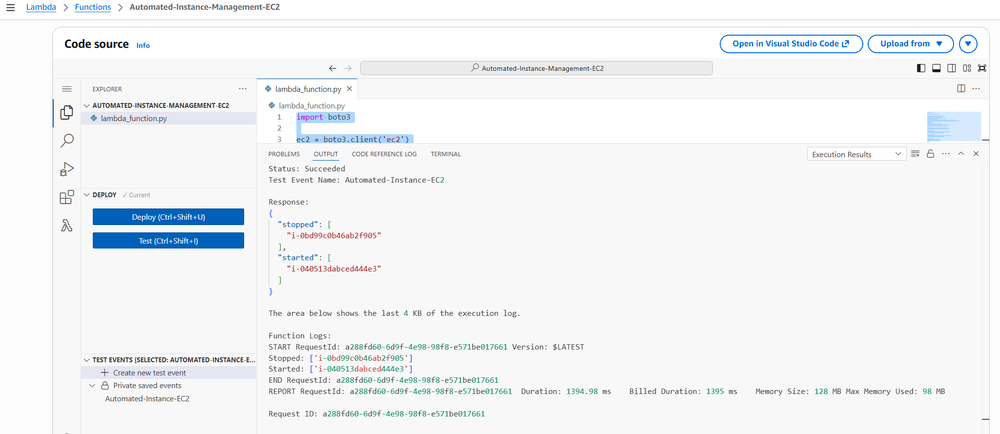 Lambda > Functions > Automated-Instance-Management-EC2
Code source Info
Open in Visual Studio Code
Upload from
Automated-Instance-Management-EC2
EXPLORER
AUTOMATED-INSTANCE-MANAGEMENT-EC2
lambda_function.py
DEPLOY ✓ Current
Deploy (Ctrl+Shift+U)
Test (Ctrl+Shift+I)
TEST EVENTS [SELECTED: AUTOMATED-INSTANCE-E...
Create new test event
Private saved events
Automated-Instance-EC2
lambda_function.py
lambda_function.py
1 import boto3
2
3 ec2 = boto3.client('ec2')
PROBLEMS OUTPUT CODE REFERENCE LOG TERMINAL
Execution Results
Status: Succeeded
Test Event Name: Automated-Instance-EC2
Response:
{
"stopped": [
"i-0bd99c0b46ab2f905"
],
"started": [
"i-040513dabced444e3"
]
}
The area below shows the last 4 KB of the execution log.
Function Logs:
START RequestId: a288fd60-6d9f-4e98-98f8-e571be017661 Version: $LATEST
Stopped: ['i-0bd99c0b46ab2f905']
Started: ['i-040513dabced444e3']
END RequestId: a288fd60-6d9f-4e98-98f8-e571be017661
REPORT RequestId: a288fd60-6d9f-4e98-98f8-e571be017661 Duration: 1394.98 ms Billed Duration: 1395 ms Memory Size: 128 MB Max Memory Used: 98 MB
Request ID: a288fd60-6d9f-4e98-98f8-e571be017661